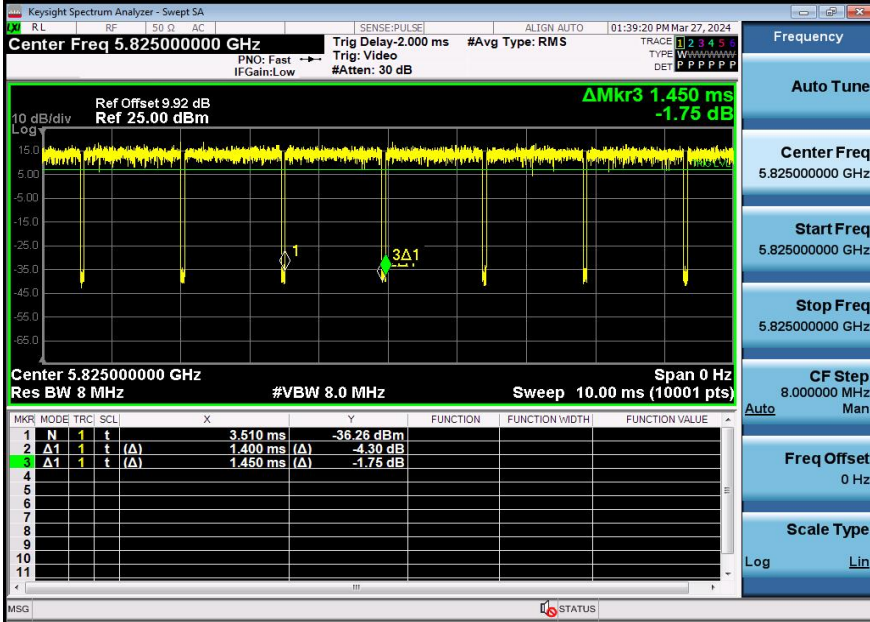 Keysight Spectrum Analyzer - Swept SA
LXI RL RF 50 Ω AC SENSE:PULSE ALIGN AUTO 01:39:20 PM Mar 27, 2024
Center Freq 5.825000000 GHz
PNO: Fast
IFGain:Low
Trig Delay-2.000 ms
Trig: Video
#Atten: 30 dB
#Avg Type: RMS
TRACE 1 2 3 4 5 6
TYPE WWWWWW
DET P P P P P P
Frequency
Auto Tune
Center Freq
5.825000000 GHz
Start Freq
5.825000000 GHz
Stop Freq
5.825000000 GHz
CF Step
8.000000 MHz
Auto Man
Freq Offset
0 Hz
Scale Type
Log Lin
ΔMkr3 1.450 ms
-1.75 dB
Ref Offset 9.92 dB
10 dB/div Ref 25.00 dBm
Log
15.0
5.00
-5.00
-15.0
-25.0
-35.0
-45.0
-55.0
-65.0
1
3Δ1
Center 5.825000000 GHz Span 0 Hz
Res BW 8 MHz #VBW 8.0 MHz Sweep 10.00 ms (10001 pts)
MKR MODE TRC SCL X Y FUNCTION FUNCTION WIDTH FUNCTION VALUE
1 N 1 t 3.510 ms -36.26 dBm
2 Δ1 1 t (Δ) 1.400 ms (Δ) -4.30 dB
3 Δ1 1 t (Δ) 1.450 ms (Δ) -1.75 dB
4
5
6
7
8
9
10
11
MSG STATUS